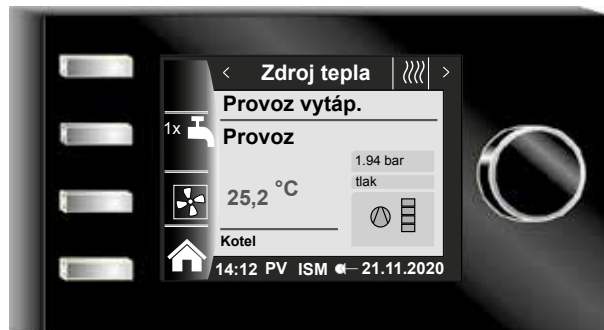 < Zdroj tepla >
Provoz vytáp.
1x
Provoz
1.94 bar
tlak
25,2 °C
Kotel
14:12 PV ISM 21.11.2020